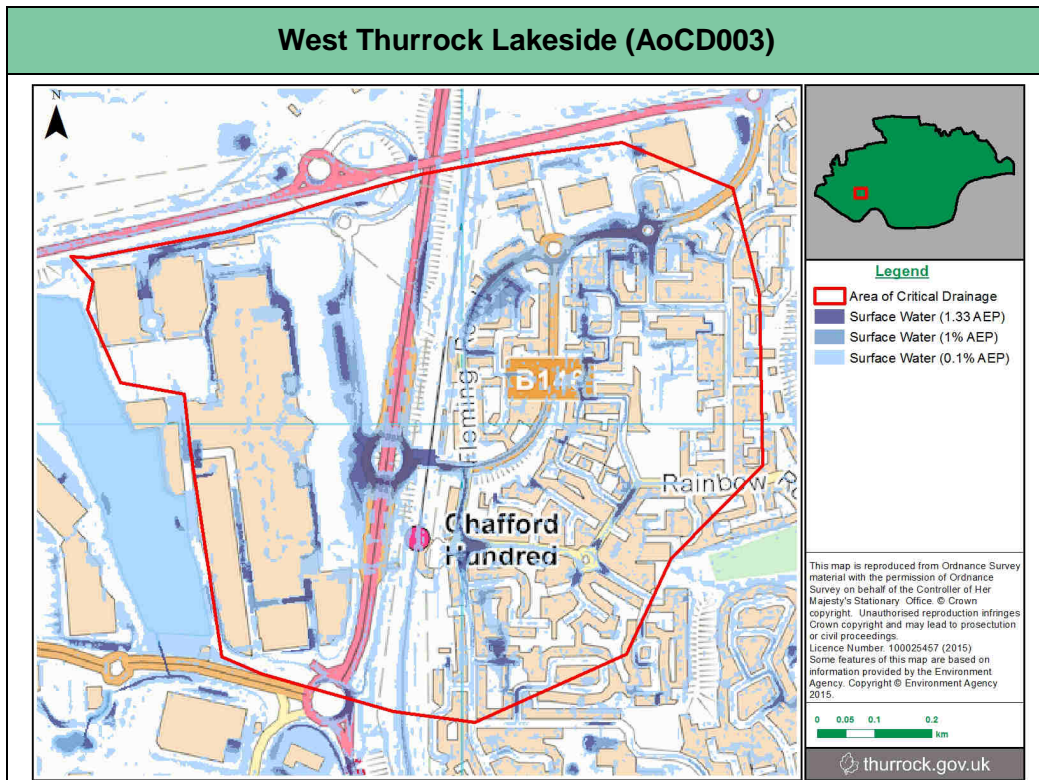 West Thurrock Lakeside (AoCD003)
N
Fleming
B14
Rainbow
Chafford
Hundred
Legend
Area of Critical Drainage
Surface Water (1.33 AEP)
Surface Water (1% AEP)
Surface Water (0.1% AEP)
This map is reproduced from Ordnance Survey
material with the permission of Ordnance
Survey on behalf of the Controller of Her
Majesty's Stationary Office. © Crown
copyright. Unauthorised reproduction infringes
Crown copyright and may lead to prosecution
or civil proceedings.
Licence Number. 100025457 (2015)
Some features of this map are based on
information provided by the Environment
Agency. Copyright © Environment Agency
2015.
0 0.05 0.1 0.2
km
thurrock.gov.uk